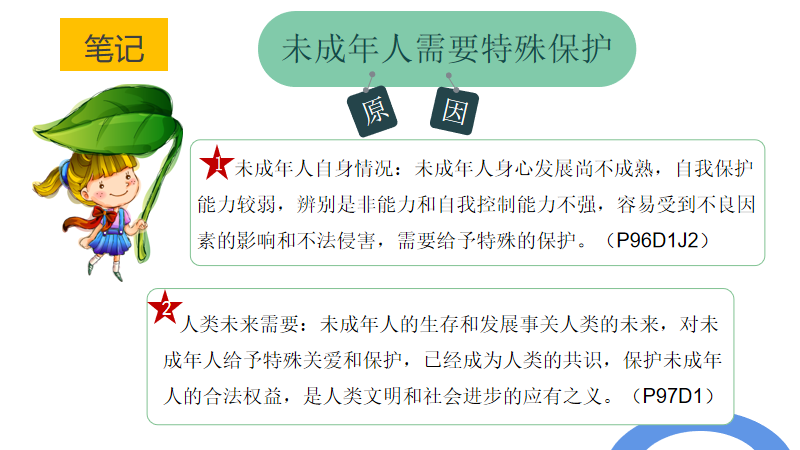 笔记
未成年人需要特殊保护
原因
1
未成年人自身情况：未成年人身心发展尚不成熟，自我保护
能力较弱，辨别是非能力和自我控制能力不强，容易受到不良因
素的影响和不法侵害，需要给予特殊的保护。（P96D1J2）
2
人类未来需要：未成年人的生存和发展事关人类的未来，对未
成年人给予特殊关爱和保护，已经成为人类的共识，保护未成年
人的合法权益，是人类文明和社会进步的应有之义。（P97D1）